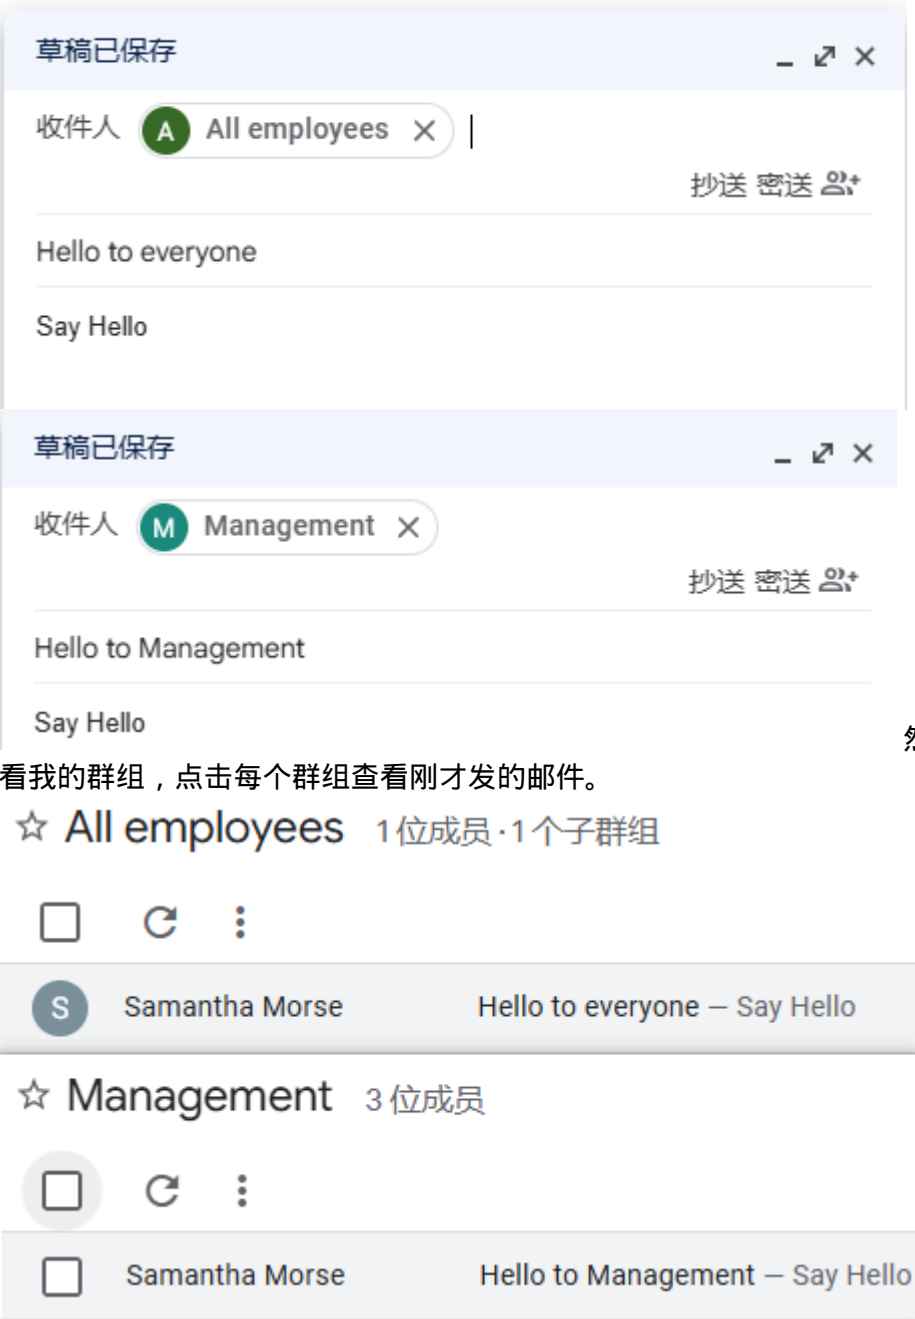 草稿已保存
收件人 A All employees
抄送 密送
Hello to everyone
Say Hello
草稿已保存
收件人 M Management
抄送 密送
Hello to Management
Say Hello
看我的群组，点击每个群组查看刚才发的邮件。
All employees 1 位成员·1 个子群组
S Samantha Morse Hello to everyone — Say Hello
Management 3 位成员
Samantha Morse Hello to Management — Say Hello